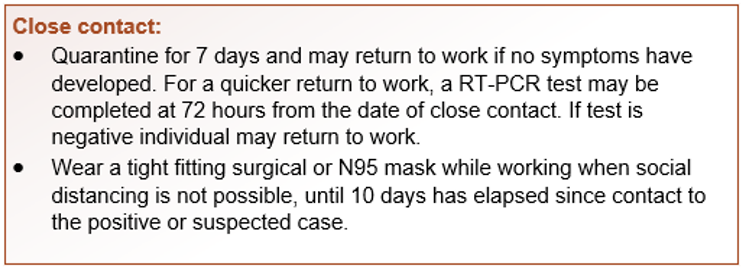 Close contact:
• Quarantine for 7 days and may return to work if no symptoms have
developed. For a quicker return to work, a RT-PCR test may be
completed at 72 hours from the date of close contact. If test is
negative individual may return to work.
• Wear a tight fitting surgical or N95 mask while working when social
distancing is not possible, until 10 days has elapsed since contact to
the positive or suspected case.